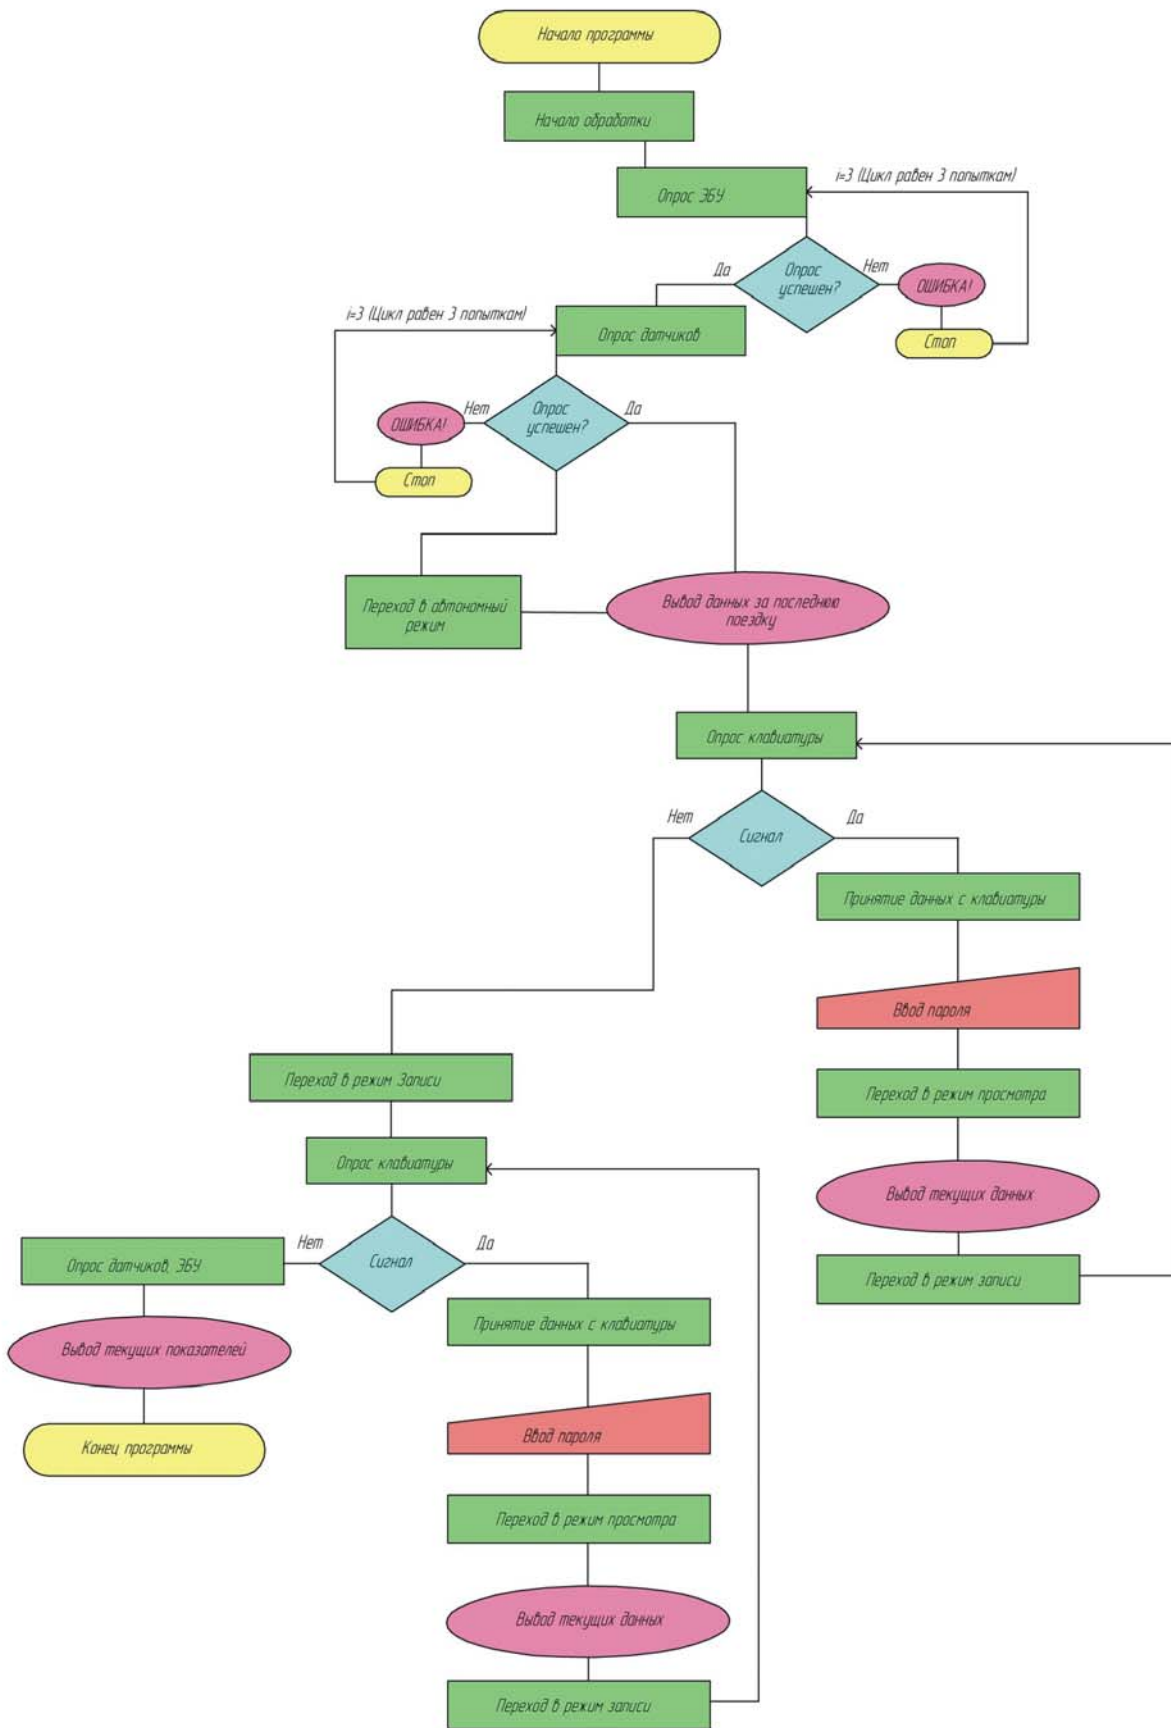 Начало программы
Начало обработки
i=3 (Цикл равен 3 попыткам)
Опрос ЭБУ
Да
Опрос
успешен?
Нет
ОШИБКА!
Стоп
i=3 (Цикл равен 3 попыткам)
Опрос датчиков
ОШИБКА!
Нет
Опрос
успешен?
Да
Стоп
Переход в автономный
режим
Вывод данных за последнюю
поездку
Опрос клавиатуры
Нет
Сигнал
Да
Принятие данных с клавиатуры
Ввод пароля
Переход в режим просмотра
Вывод текущих данных
Переход в режим записи
Переход в режим Записи
Опрос клавиатуры
Опрос датчиков, ЭБУ
Нет
Сигнал
Да
Вывод текущих показателей
Конец программы
Принятие данных с клавиатуры
Ввод пароля
Переход в режим просмотра
Вывод текущих данных
Переход в режим записи